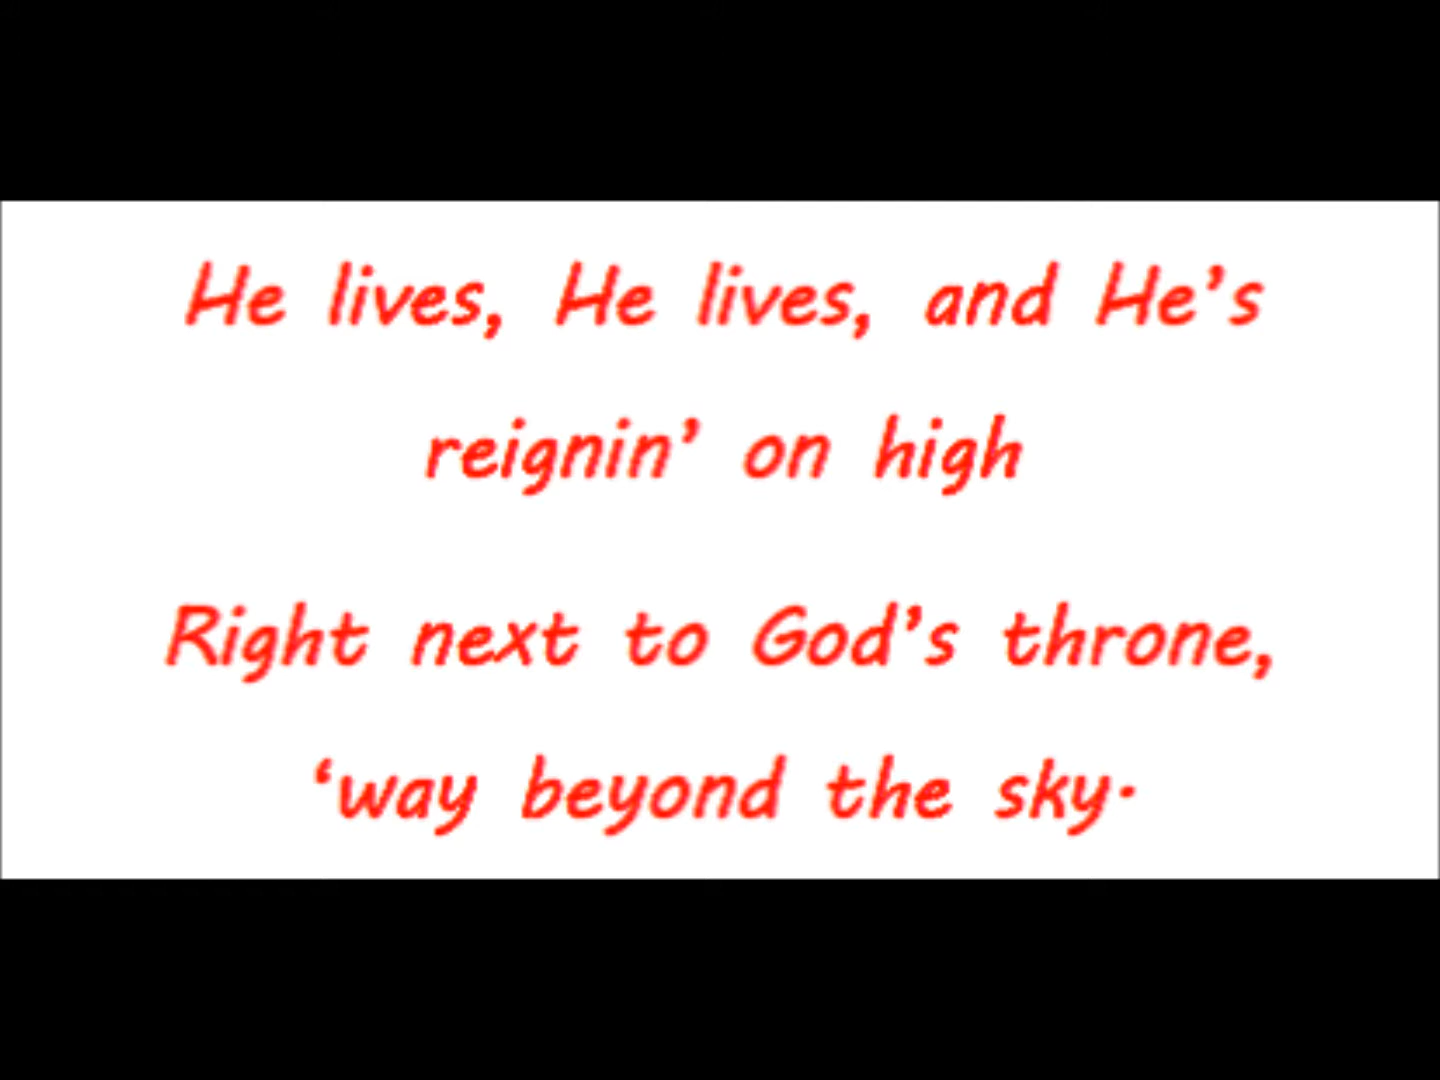 He lives, He lives, and He’s
reignin’ on high
Right next to God’s throne,
‘way beyond the sky.